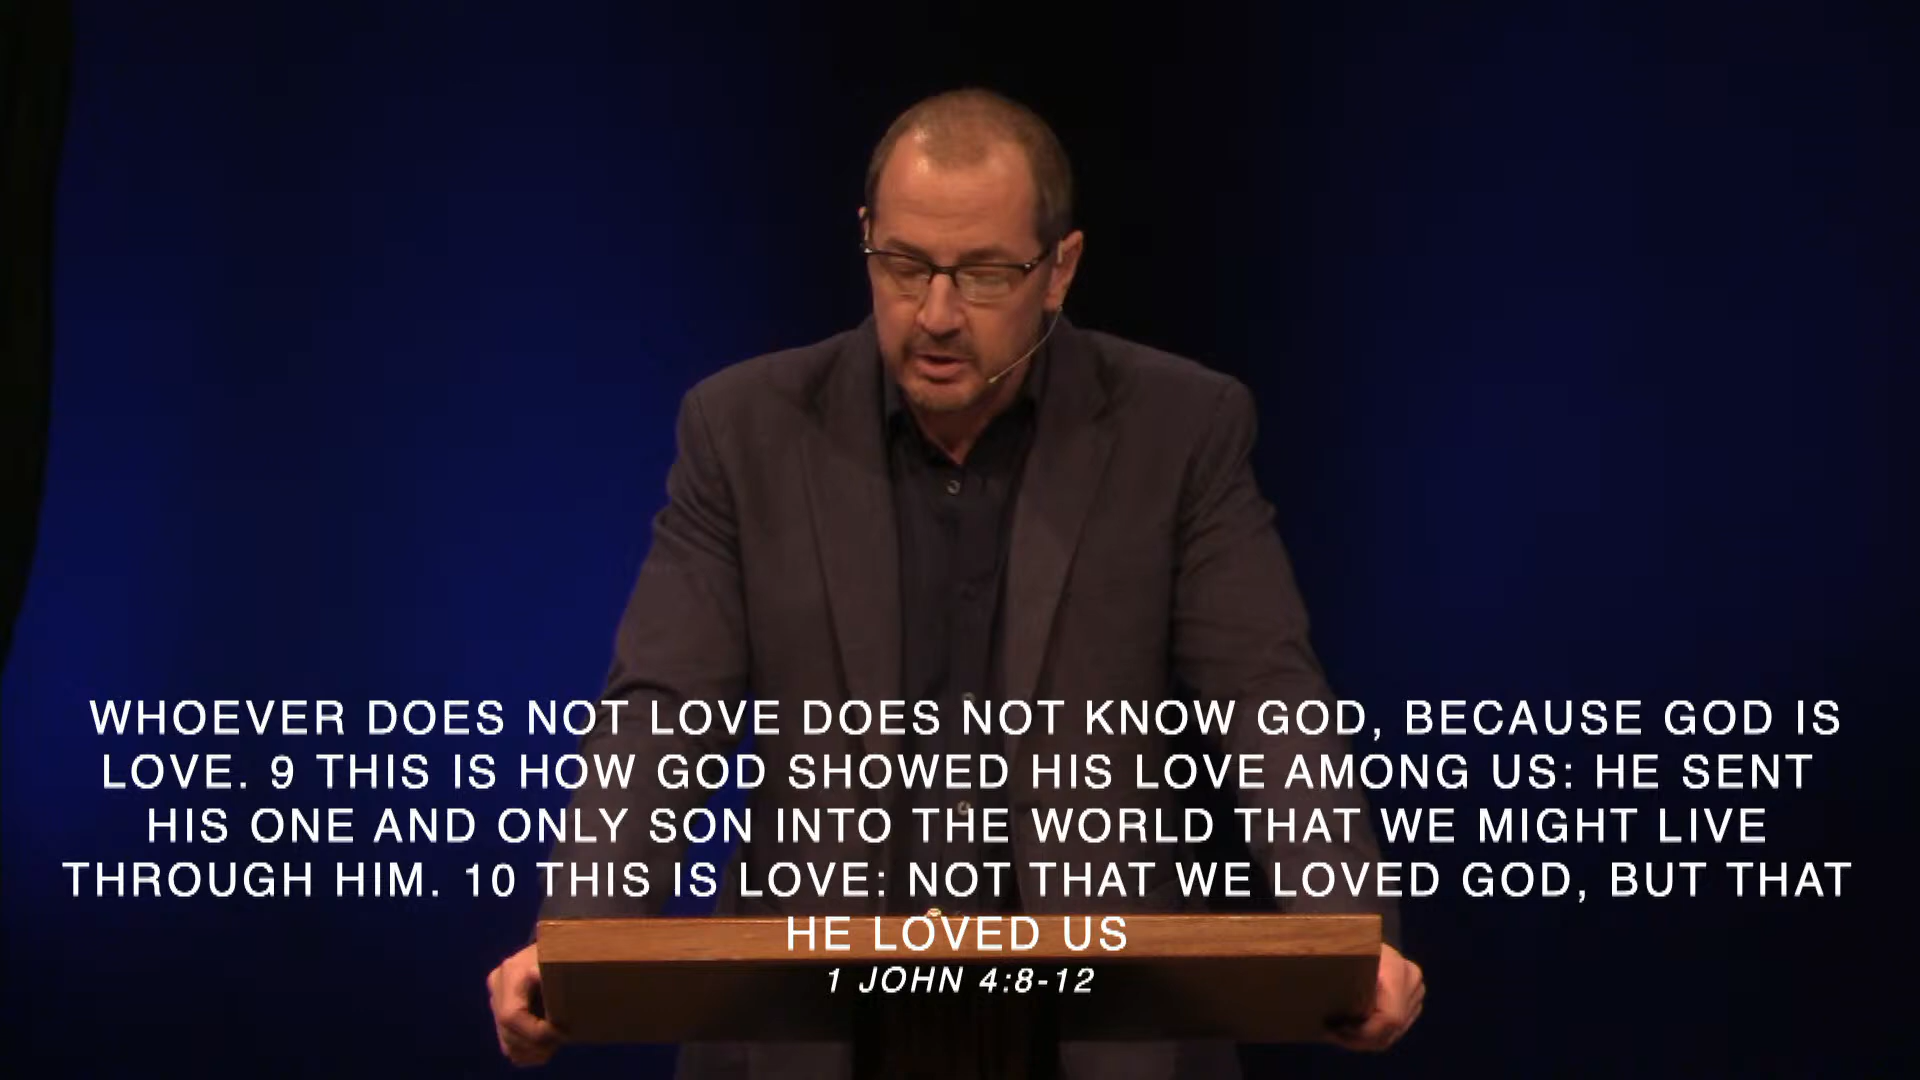 WHOEVER DOES NOT LOVE DOES NOT KNOW GOD, BECAUSE GOD IS
LOVE. 9 THIS IS HOW GOD SHOWED HIS LOVE AMONG US: HE SENT
HIS ONE AND ONLY SON INTO THE WORLD THAT WE MIGHT LIVE
THROUGH HIM. 10 THIS IS LOVE: NOT THAT WE LOVED GOD, BUT THAT
HE LOVED US
1 JOHN 4:8-12